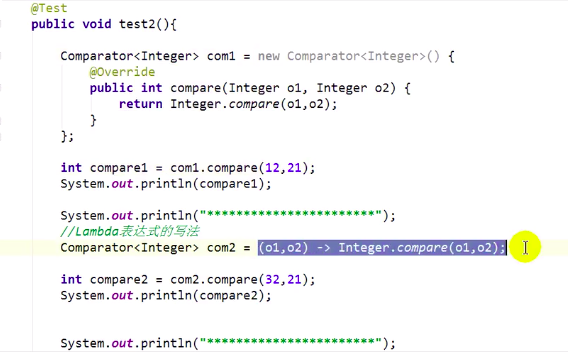 @Test
public void test2(){
Comparator<Integer> com1 = new Comparator<Integer>() {
@Override
public int compare(Integer o1, Integer o2) {
return Integer.compare(o1,o2);
}
};
int compare1 = com1.compare(12,21);
System.out.println(compare1);
System.out.println("***********************");
//Lambda表达式的写法
Comparator<Integer> com2 = (o1,o2) -> Integer.compare(o1,o2);
int compare2 = com2.compare(32,21);
System.out.println(compare2);
System.out.println("***********************");